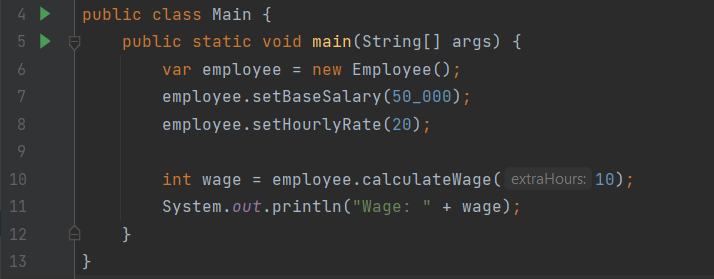 4 public class Main {
5 public static void main(String[] args) {
6 var employee = new Employee();
7 employee.setBaseSalary(50_000);
8 employee.setHourlyRate(20);
9
10 int wage = employee.calculateWage( extraHours: 10);
11 System.out.println("Wage: " + wage);
12 }
13 }